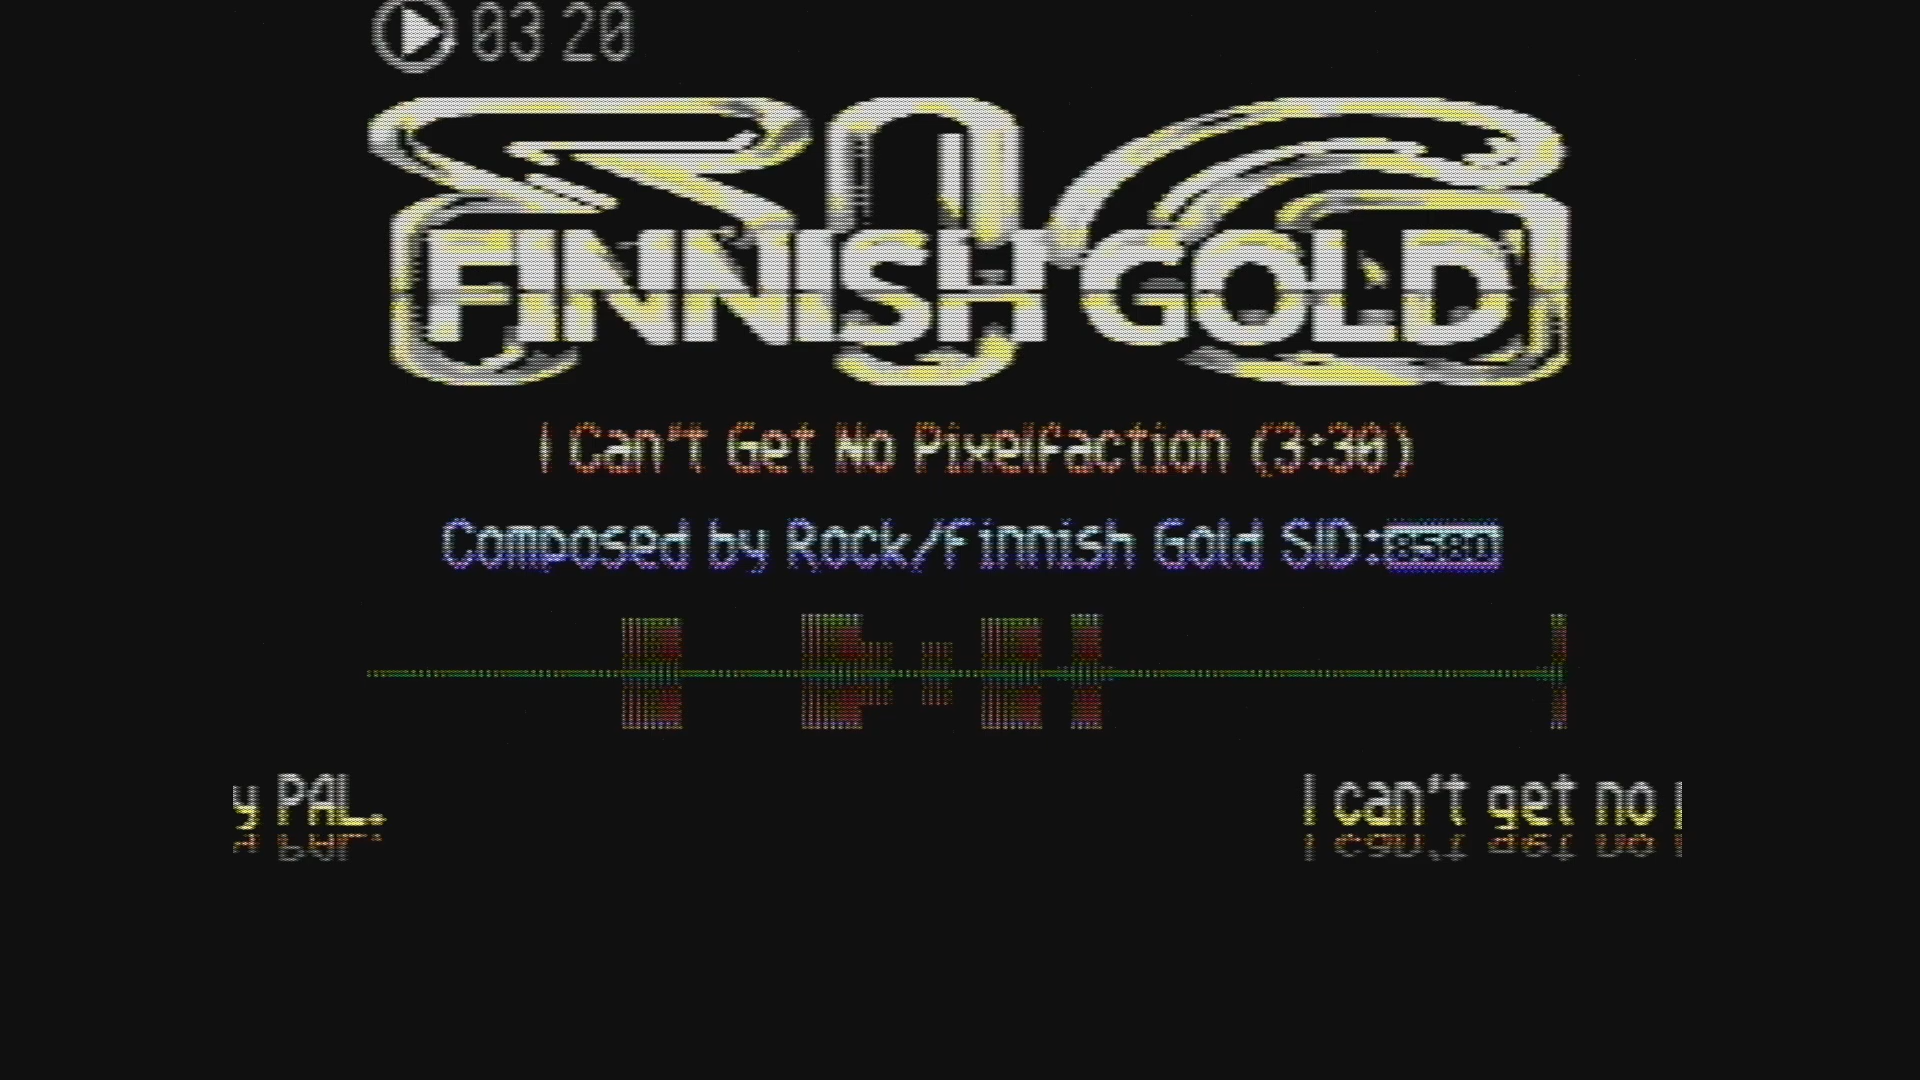 03 20
FINNISH GOLD
I Can't Get No Pixelfaction (3:30)
Composed by Rock/Finnish Gold SID:8580
y PAL.
I can't get no